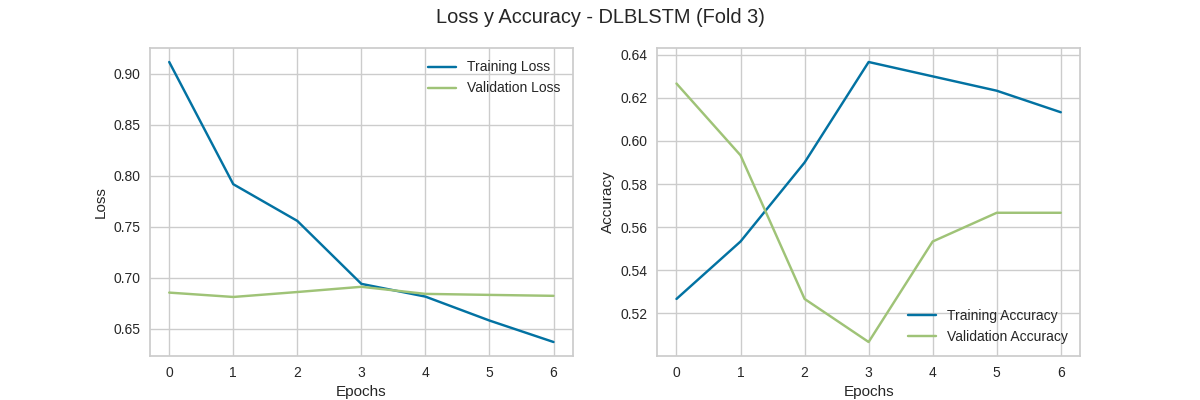 Loss y Accuracy - DLBLSTM (Fold 3)
Loss
0.90
0.85
0.80
0.75
0.70
0.65
Training Loss
Validation Loss
0 1 2 3 4 5 6
Epochs
Accuracy
0.64
0.62
0.60
0.58
0.56
0.54
0.52
Training Accuracy
Validation Accuracy
0 1 2 3 4 5 6
Epochs